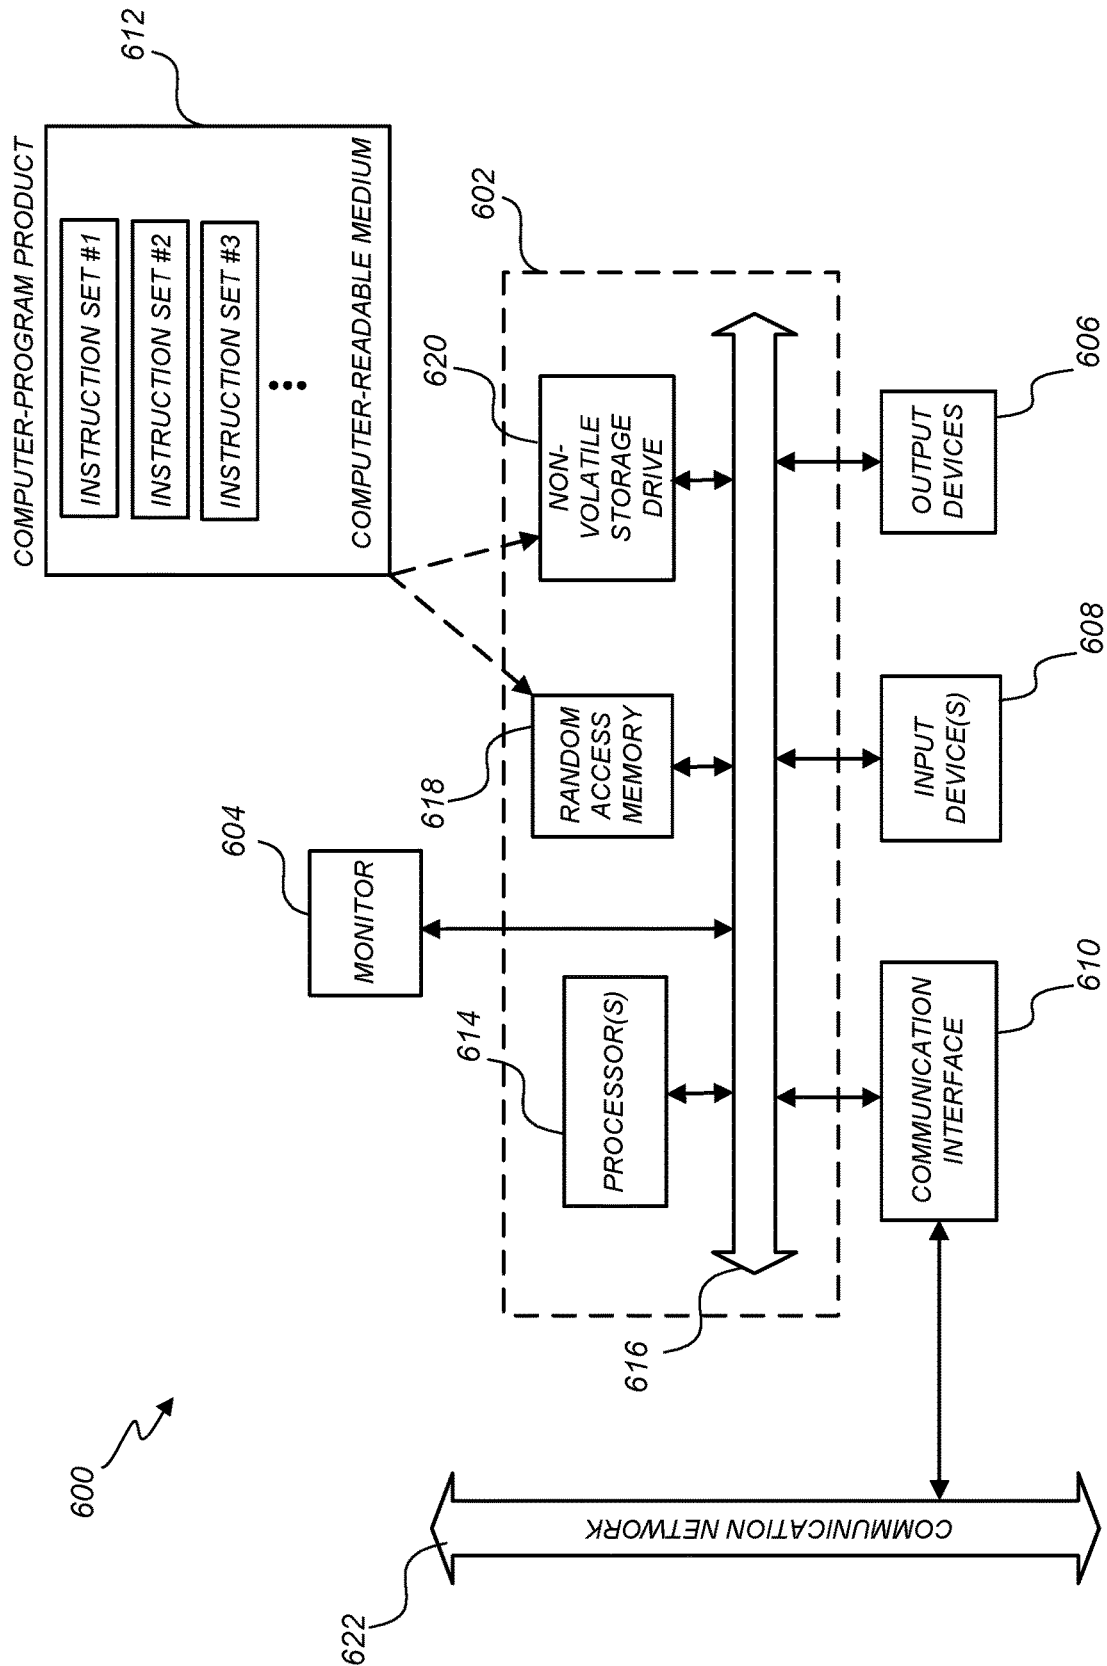 600
COMPUTER-PROGRAM PRODUCT
INSTRUCTION SET #1
INSTRUCTION SET #2
INSTRUCTION SET #3
COMPUTER-READABLE MEDIUM
612
604
MONITOR
602
614
PROCESSOR(S)
618
RANDOM
ACCESS
MEMORY
620
NON-
VOLATILE
STORAGE
DRIVE
616
COMMUNICATION
INTERFACE
610
INPUT
DEVICE(S)
608
OUTPUT
DEVICES
606
622
COMMUNICATION NETWORK